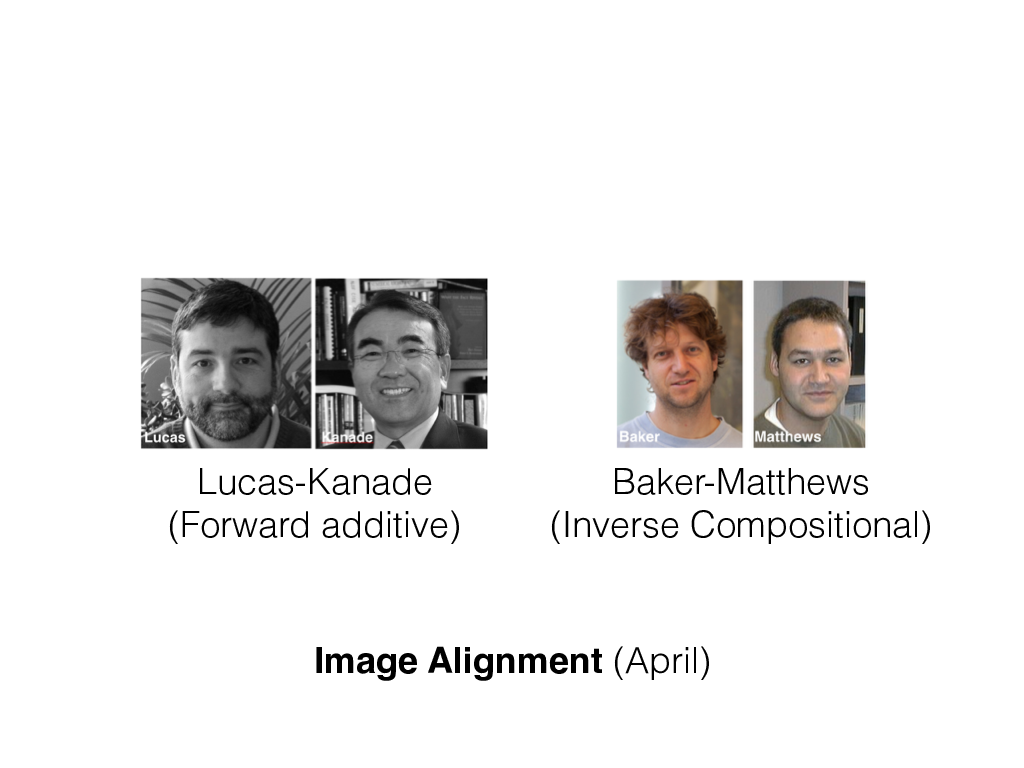 Lucas
Kanade
Baker
Matthews
Lucas-Kanade
(Forward additive)
Baker-Matthews
(Inverse Compositional)
Image Alignment (April)